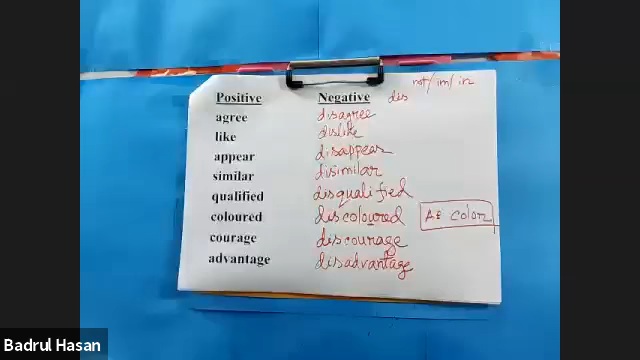 not/im/in
Positive Negative dis
agree disagree
like dislike
appear disappear
similar disimilar
qualified disqualified
coloured discoloured AE color
courage discourage
advantage disadvantage
Badrul Hasan